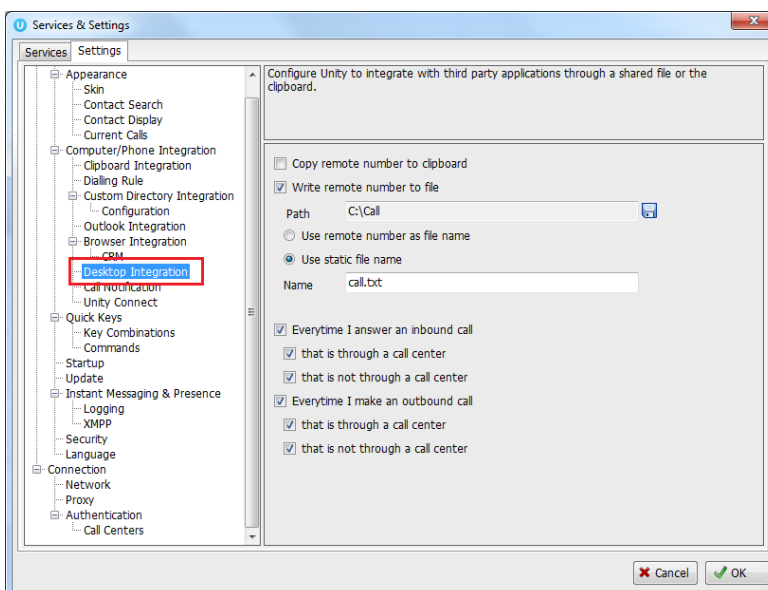 Services & Settings
Services
Settings
Appearance
Skin
Contact Search
Contact Display
Current Calls
Computer/Phone Integration
Clipboard Integration
Dialling Rule
Custom Directory Integration
Configuration
Outlook Integration
Browser Integration
CRM
Desktop Integration
Call Notification
Unity Connect
Quick Keys
Key Combinations
Commands
Startup
Update
Instant Messaging & Presence
Logging
XMPP
Security
Language
Connection
Network
Proxy
Authentication
Call Centers
Configure Unity to integrate with third party applications through a shared file or the
clipboard.
Copy remote number to clipboard
Write remote number to file
Path C:\Call
Use remote number as file name
Use static file name
Name call.txt
Everytime I answer an inbound call
that is through a call center
that is not through a call center
Everytime I make an outbound call
that is through a call center
that is not through a call center
Cancel
OK